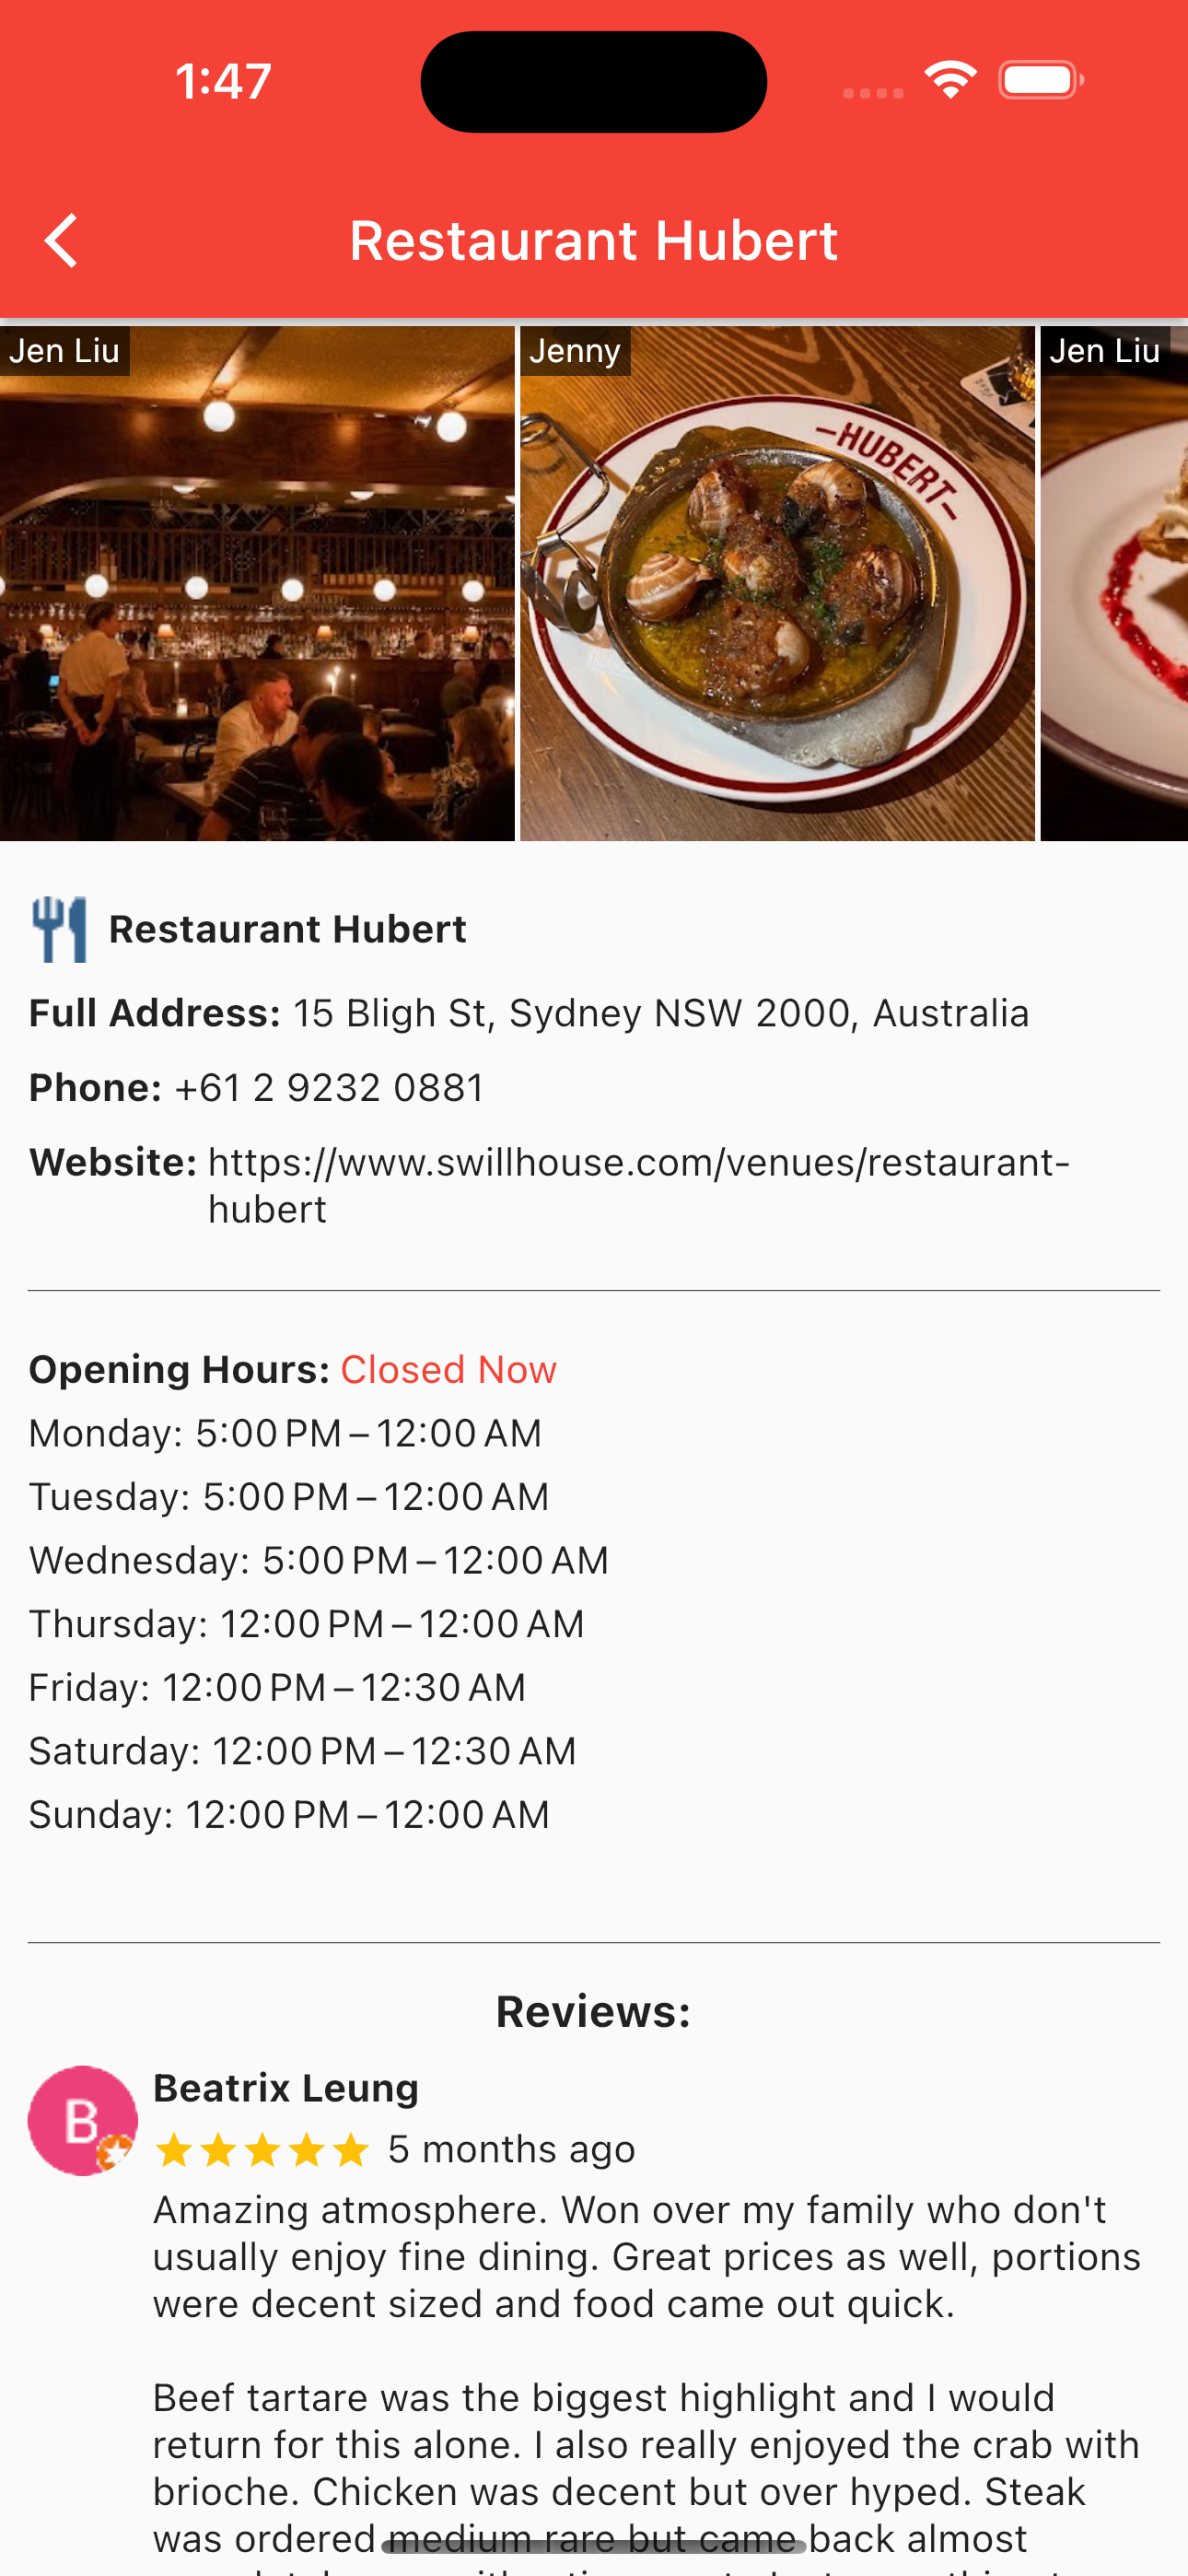 1:47
Restaurant Hubert
Jen Liu
Jenny
Jen Liu
–HUBERT–
Restaurant Hubert
Full Address: 15 Bligh St, Sydney NSW 2000, Australia
Phone: +61 2 9232 0881
Website: https://www.swillhouse.com/venues/restaurant-
hubert
Opening Hours: Closed Now
Monday: 5:00 PM – 12:00 AM
Tuesday: 5:00 PM – 12:00 AM
Wednesday: 5:00 PM – 12:00 AM
Thursday: 12:00 PM – 12:00 AM
Friday: 12:00 PM – 12:30 AM
Saturday: 12:00 PM – 12:30 AM
Sunday: 12:00 PM – 12:00 AM
Reviews:
B
Beatrix Leung
5 months ago
Amazing atmosphere. Won over my family who don't
usually enjoy fine dining. Great prices as well, portions
were decent sized and food came out quick.
Beef tartare was the biggest highlight and I would
return for this alone. I also really enjoyed the crab with
brioche. Chicken was decent but over hyped. Steak
was ordered medium rare but came back almost